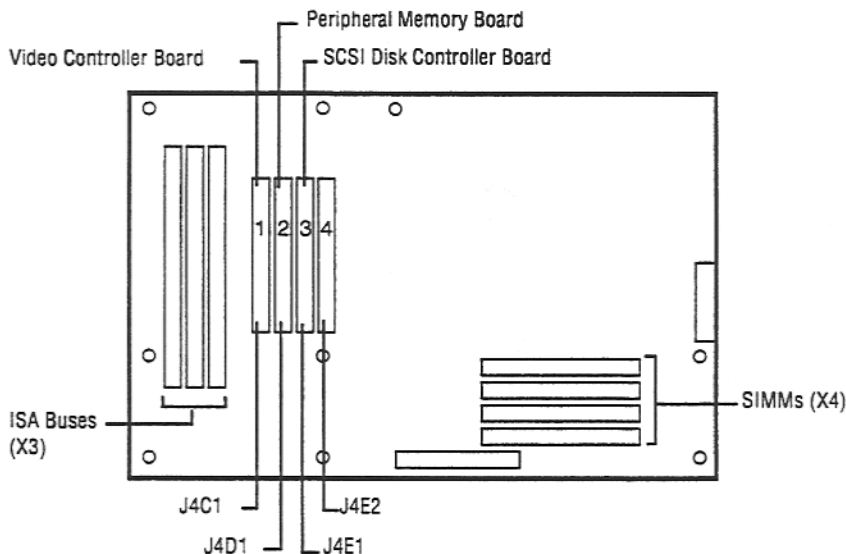 Peripheral Memory Board
Video Controller Board
SCSI Disk Controller Board
1 2 3 4
ISA Buses
(X3)
SIMMs (X4)
J4C1
J4E2
J4D1
J4E1